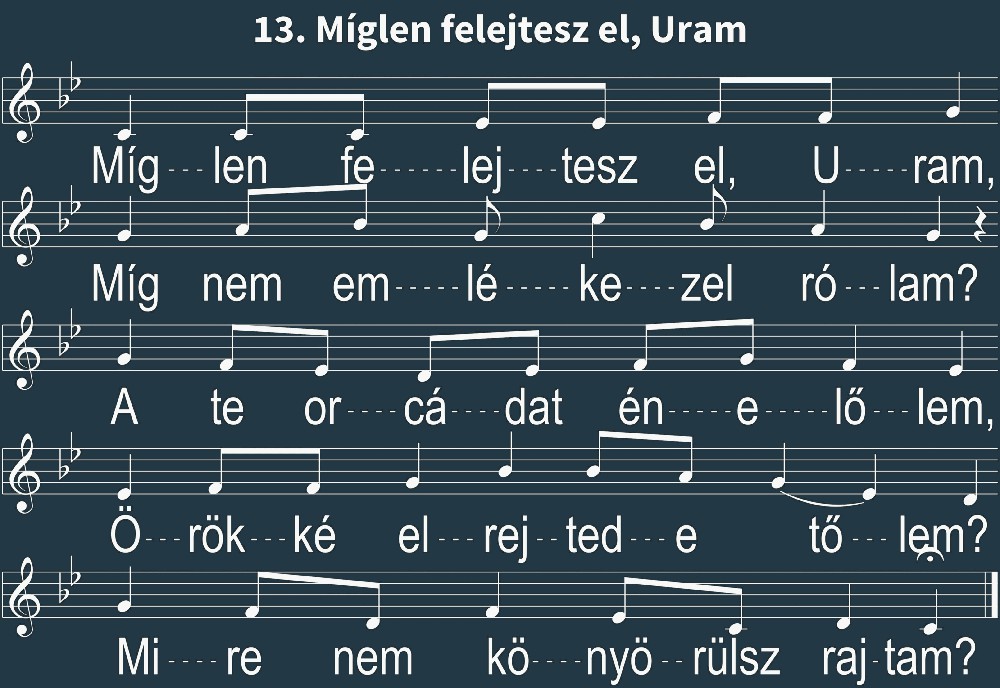 13. Míglen felejtesz el, Uram
Míg---len fe------lej---tesz el, U-----ram,
Míg nem em-----lé----ke----zel ró---lam?
A te or----cá----dat én----e-----lő---lem,
Ö---rök---ké el---rej--ted---e tő---lem?
Mi----re nem kö----nyö--rülsz raj-tam?